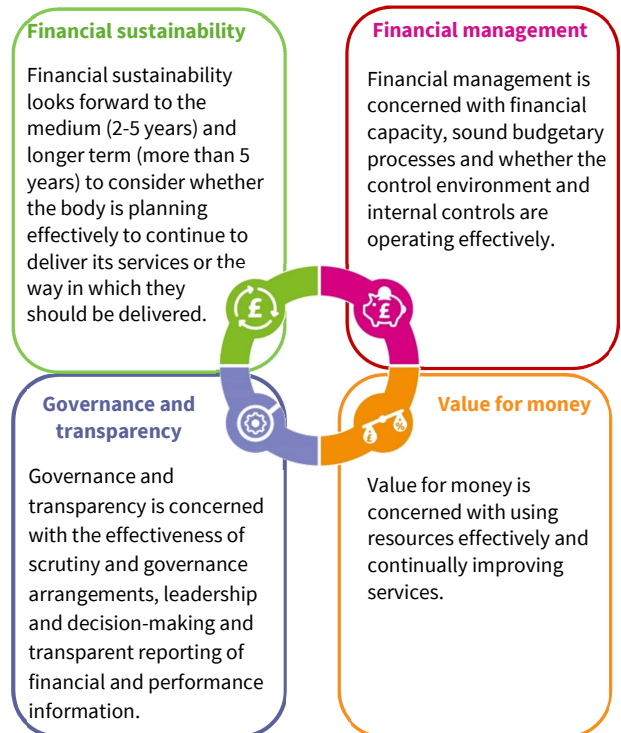 Financial sustainability
Financial sustainability
looks forward to the
medium (2-5 years) and
longer term (more than 5
years) to consider whether
the body is planning
effectively to continue to
deliver its services or the
way in which they
should be delivered.
Financial management
Financial management is
concerned with financial
capacity, sound budgetary
processes and whether the
control environment and
internal controls are
operating effectively.
£
£
£
%
Governance and
transparency
Governance and
transparency is concerned
with the effectiveness of
scrutiny and governance
arrangements, leadership
and decision-making and
transparent reporting of
financial and performance
information.
Value for money
Value for money is
concerned with using
resources effectively and
continually improving
services.